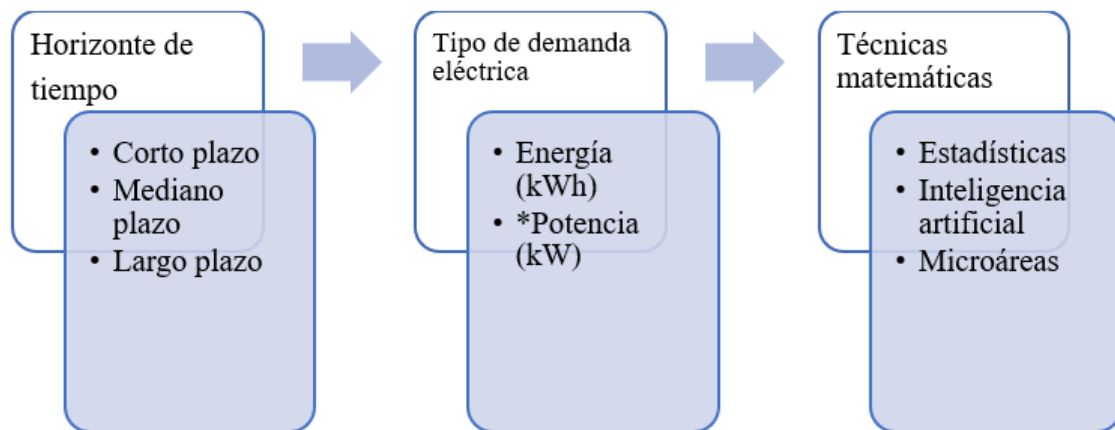 Horizonte de
tiempo
• Corto plazo
• Mediano
plazo
• Largo plazo
Tipo de demanda
eléctrica
• Energía
(kWh)
• *Potencia
(kW)
Técnicas
matemáticas
• Estadísticas
• Inteligencia
artificial
• Microáreas